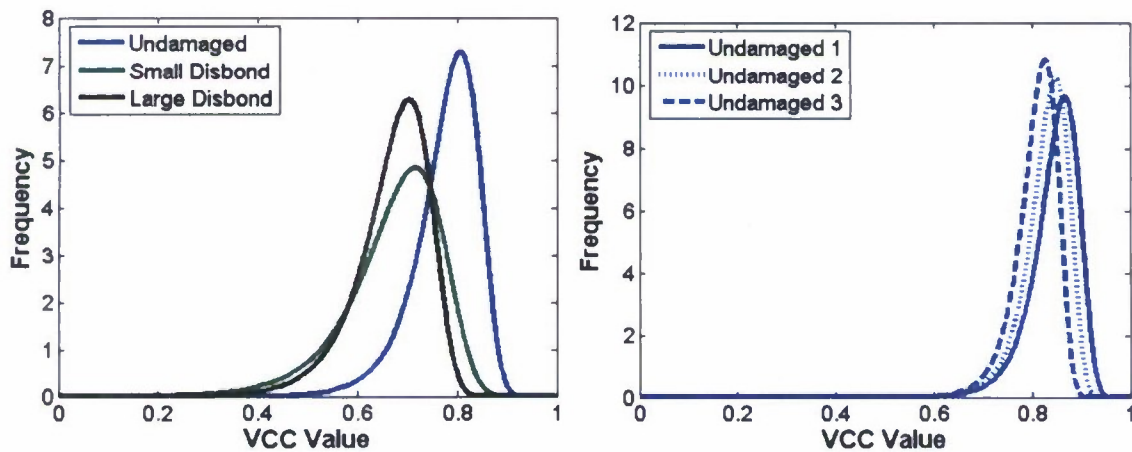 8
7
6
5
4
3
2
1
0
Frequency
Undamaged
Small Disbond
Large Disbond
0 0.2 0.4 0.6 0.8 1
VCC Value
12
10
8
6
4
2
0
Frequency
Undamaged 1
Undamaged 2
Undamaged 3
0 0.2 0.4 0.6 0.8 1
VCC Value